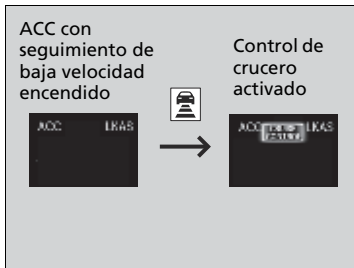 ACC con
seguimiento de
baja velocidad
encendido
Control de
crucero
activado
ACC LKAS
ACC LKAS